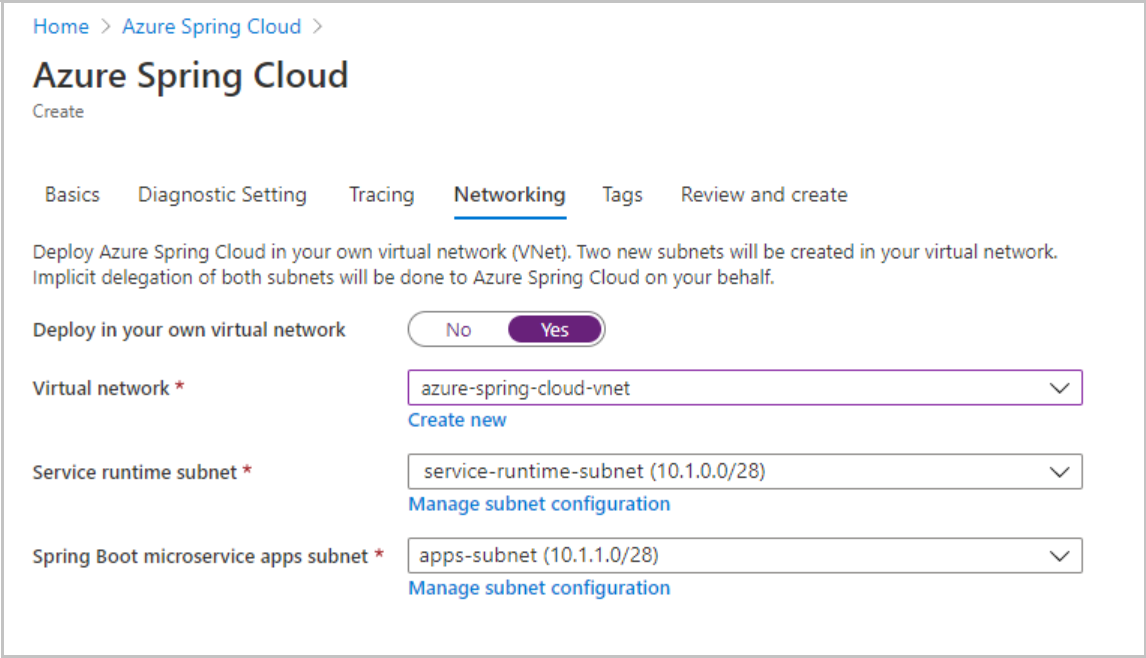 Home > Azure Spring Cloud >
Azure Spring Cloud
Create
Basics Diagnostic Setting Tracing Networking Tags Review and create
Deploy Azure Spring Cloud in your own virtual network (VNet). Two new subnets will be created in your virtual network.
Implicit delegation of both subnets will be done to Azure Spring Cloud on your behalf.
Deploy in your own virtual network No Yes
Virtual network * azure-spring-cloud-vnet
Create new
Service runtime subnet * service-runtime-subnet (10.1.0.0/28)
Manage subnet configuration
Spring Boot microservice apps subnet * apps-subnet (10.1.1.0/28)
Manage subnet configuration